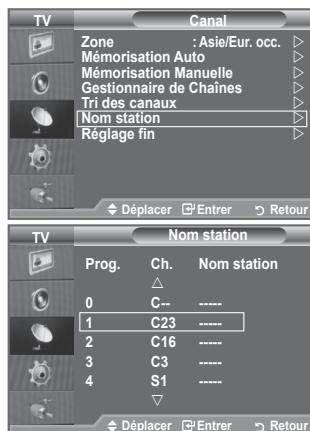 TV Canal
Zone : Asie/Eur. occ.
Mémorisation Auto
Mémorisation Manuelle
Gestionnaire de Chaînes
Tri des canaux
Nom station
Réglage fin
Déplacer Entrer Retour
TV Nom station
Prog. Ch. Nom station
0 C-- -----
1 C23 -----
2 C16 -----
3 C3 -----
4 S1 -----
Déplacer Entrer Retour